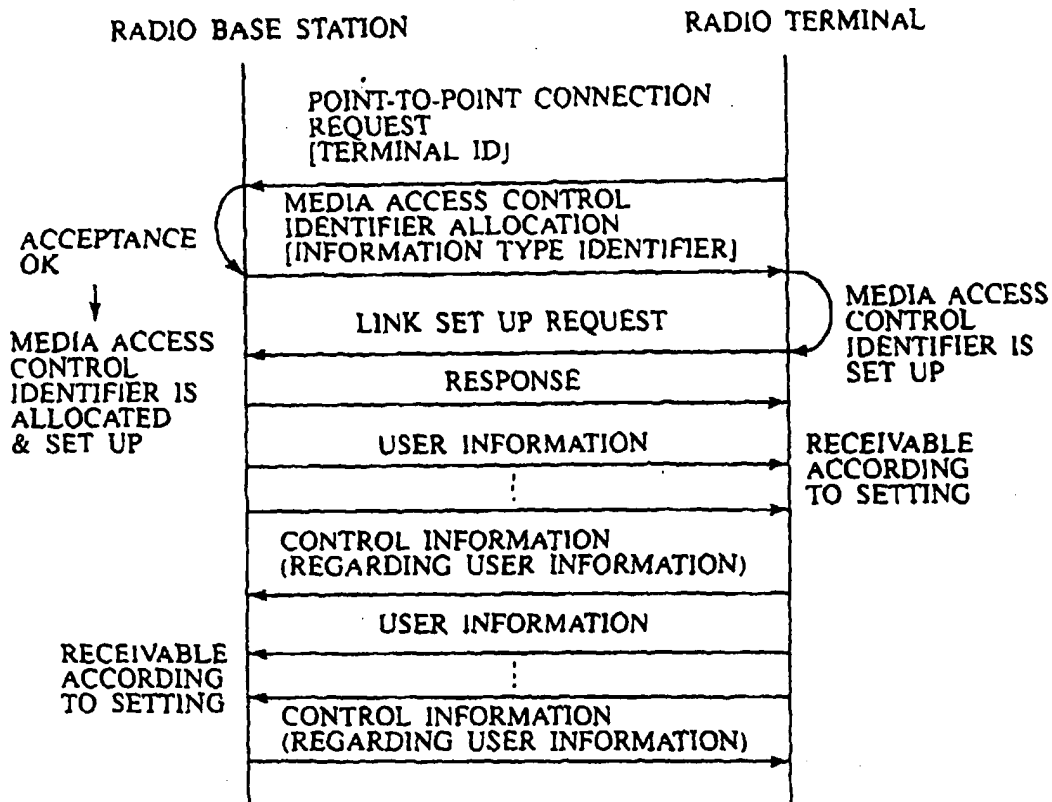 RADIO BASE STATION
RADIO TERMINAL
POINT-TO-POINT CONNECTION
REQUEST
[TERMINAL ID]
MEDIA ACCESS CONTROL
IDENTIFIER ALLOCATION
[INFORMATION TYPE IDENTIFIER]
ACCEPTANCE
OK
MEDIA ACCESS
CONTROL
IDENTIFIER IS
ALLOCATED
& SET UP
LINK SET UP REQUEST
MEDIA ACCESS
CONTROL
IDENTIFIER IS
SET UP
RESPONSE
USER INFORMATION
RECEIVABLE
ACCORDING
TO SETTING
CONTROL INFORMATION
(REGARDING USER INFORMATION)
USER INFORMATION
RECEIVABLE
ACCORDING
TO SETTING
CONTROL INFORMATION
(REGARDING USER INFORMATION)